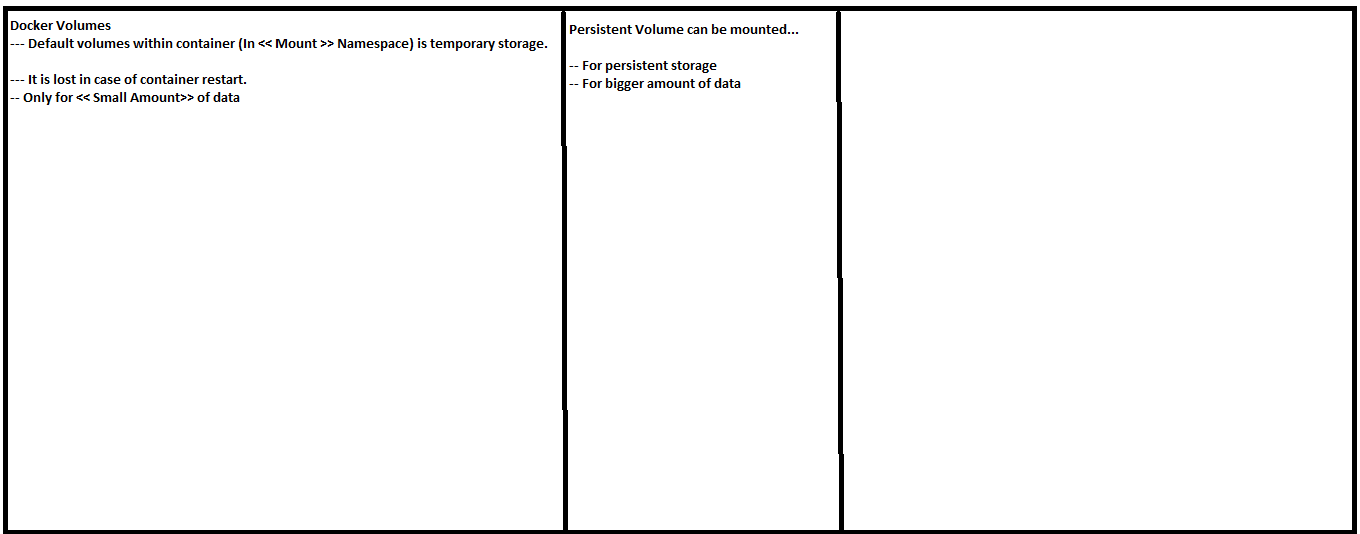 Docker Volumes
--- Default volumes within container (In << Mount >> Namespace) is temporary storage.
--- It is lost in case of container restart.
-- Only for << Small Amount>> of data
Persistent Volume can be mounted...
-- For persistent storage
-- For bigger amount of data